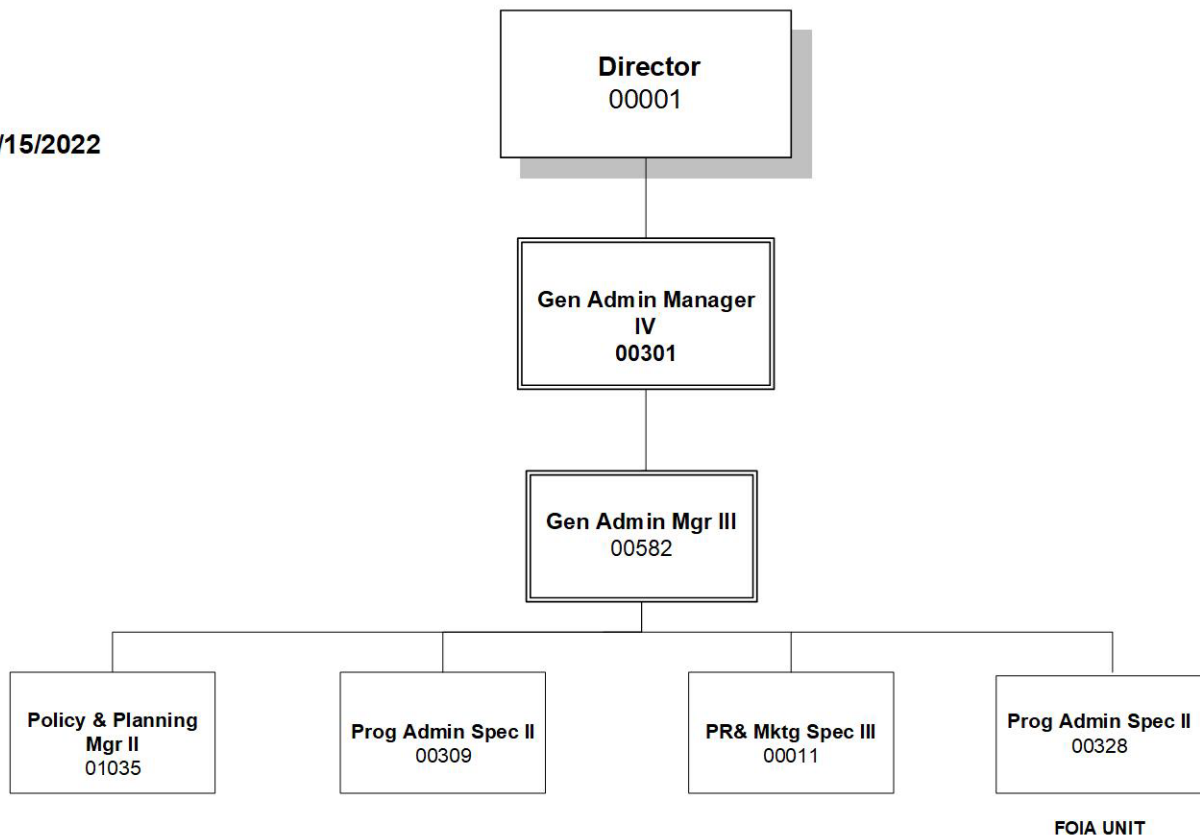 Director
00001
/15/2022
Gen Admin Manager
IV
00301
Gen Admin Mgr III
00582
Policy & Planning
Mgr II
01035
Prog Admin Spec II
00309
PR& Mktg Spec III
00011
Prog Admin Spec II
00328
FOIA UNIT